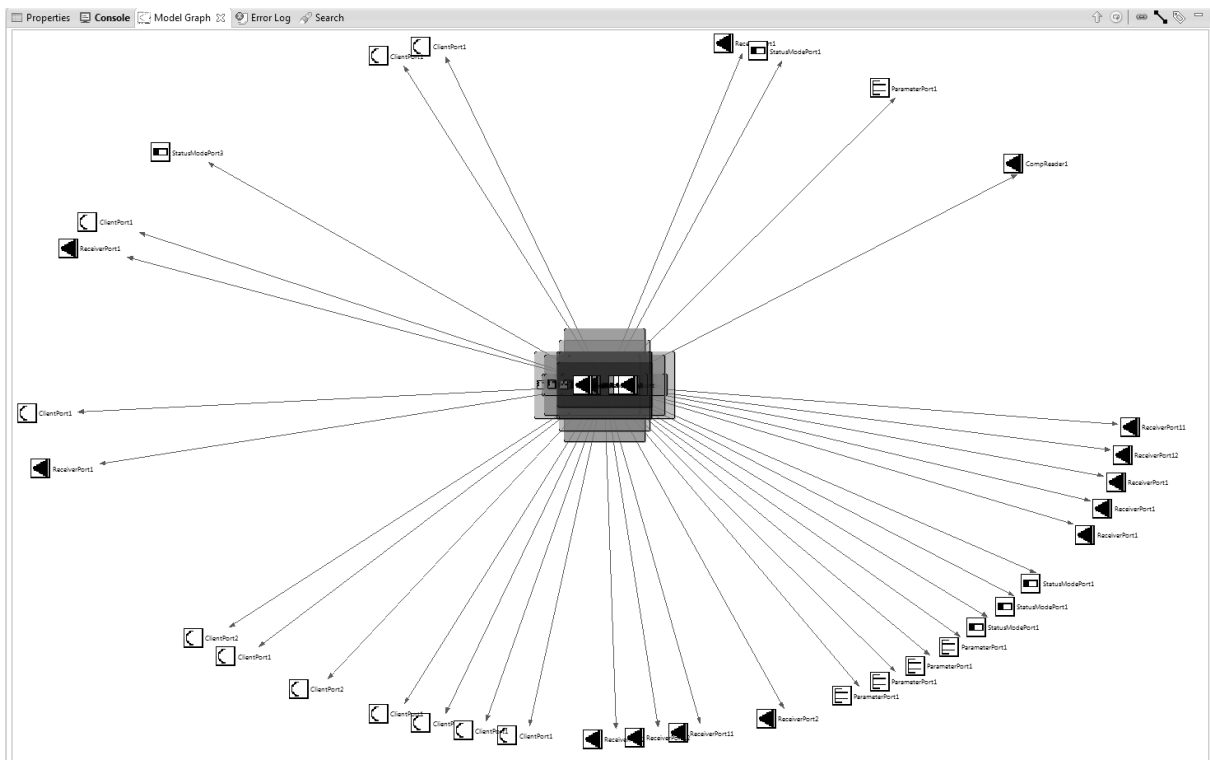 Properties Console Model Graph Error Log Search
ClientPort1
StatusModePort1
ParameterPort1
StatusModePort3
CompReader1
ClientPort1
ReceiverPort1
ClientPort1
ReceiverPort1
ReceiverPort11
ReceiverPort12
ReceiverPort1
ReceiverPort1
ReceiverPort1
StatusModePort1
StatusModePort1
StatusModePort1
ClientPort2
ParameterPort1
ClientPort1
ParameterPort1
ParameterPort1
ClientPort2
ParameterPort1
ReceiverPort2
ReceiverPort11
ClientPort1